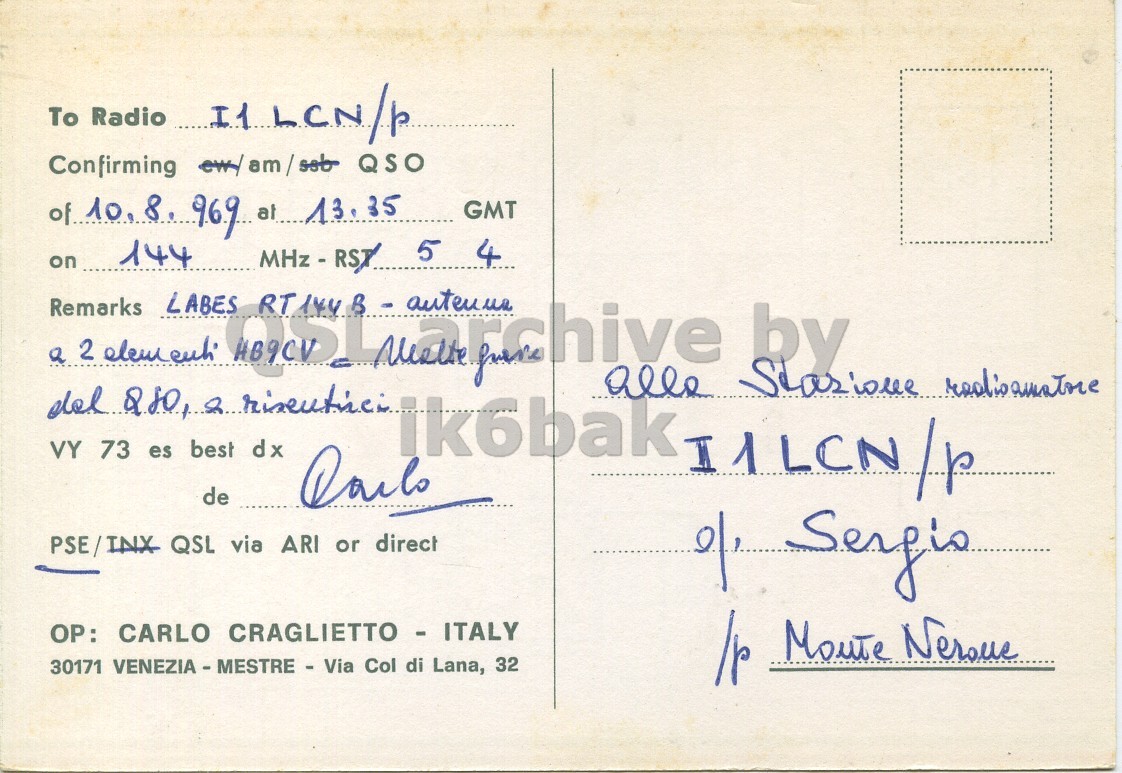 To Radio I1 LCN/p
Confirming cw/am/ssb QSO
of 10.8.969 at 13.35 GMT
on 144 MHz - RST 5 4
Remarks LABES RT 144 B - antenna
a 2 elementi HB9CV = Molte grazie
del QSO, a risentirci
VY 73 es best dx
de Carlo
PSE/TNX QSL via ARI or direct
OP: CARLO CRAGLIETTO - ITALY
30171 VENEZIA - MESTRE - Via Col di Lana, 32
alla Stazione radioamatore
I1LCN/p
o/. Sergio
/p Monte Nerone
QSL archive by
ik6bak